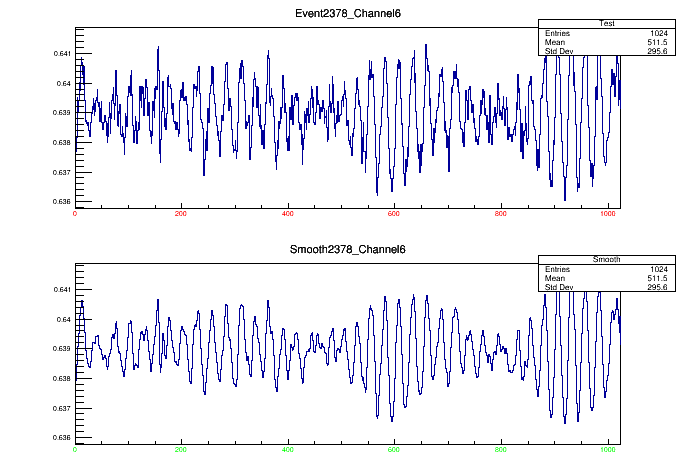 Event2378_Channel6
Test
Entries 1024
Mean 511.5
Std Dev 295.6
0.641
0.64
0.639
0.638
0.637
0.636
0 200 400 600 800 1000
Smooth2378_Channel6
Smooth
Entries 1024
Mean 511.5
Std Dev 295.6
0.641
0.64
0.639
0.638
0.637
0.636
0 200 400 600 800 1000